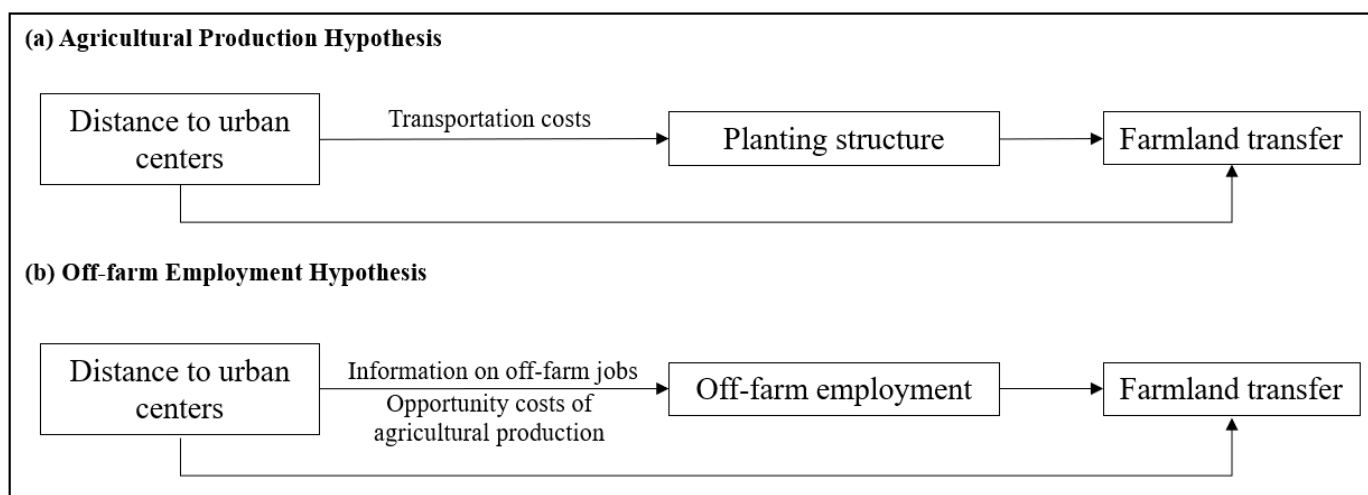 (a) Agricultural Production Hypothesis
Distance to urban
centers
Transportation costs
Planting structure
Farmland transfer
(b) Off-farm Employment Hypothesis
Distance to urban
centers
Information on off-farm jobs
Opportunity costs of
agricultural production
Off-farm employment
Farmland transfer